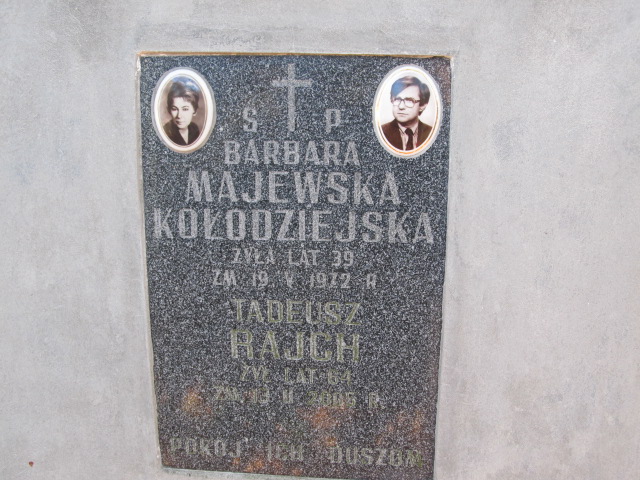 Ś P
BARBARA
MAJEWSKA
KOŁODZIEJSKA
ŻYŁA LAT 39
ZM 19 V 1972 R
TADEUSZ
RAJCH
ŻYŁ LAT 64
ZM. 13 II 2005 R.
POKÓJ ICH DUSZOM